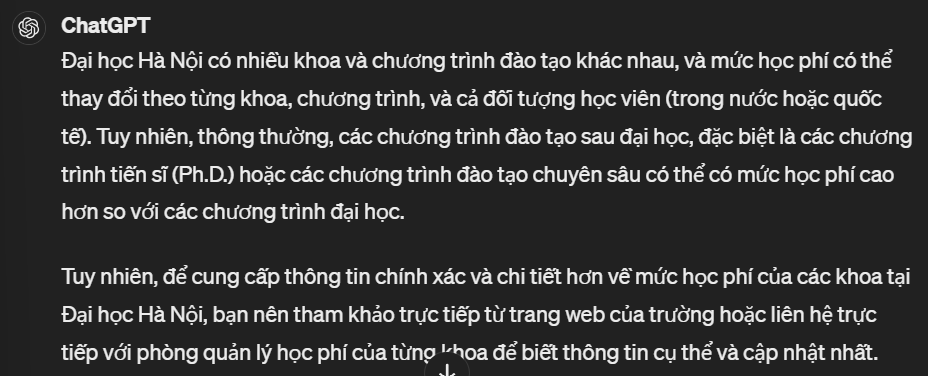 ChatGPT
Đại học Hà Nội có nhiều khoa và chương trình đào tạo khác nhau, và mức học phí có thể
thay đổi theo từng khoa, chương trình, và cả đối tượng học viên (trong nước hoặc quốc
tế). Tuy nhiên, thông thường, các chương trình đào tạo sau đại học, đặc biệt là các chương
trình tiến sĩ (Ph.D.) hoặc các chương trình đào tạo chuyên sâu có thể có mức học phí cao
hơn so với các chương trình đại học.
Tuy nhiên, để cung cấp thông tin chính xác và chi tiết hơn về mức học phí của các khoa tại
Đại học Hà Nội, bạn nên tham khảo trực tiếp từ trang web của trường hoặc liên hệ trực
tiếp với phòng quản lý học phí của từng khoa để biết thông tin cụ thể và cập nhật nhất.